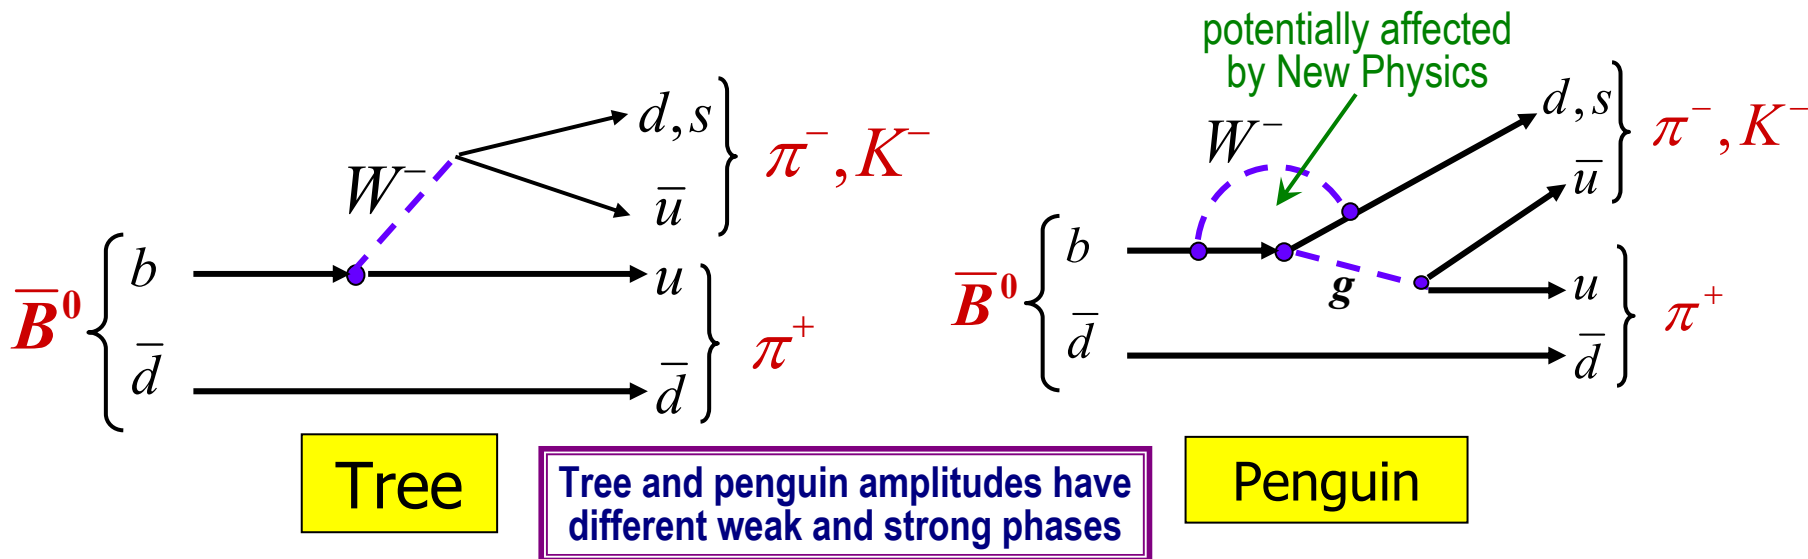 d, s
π⁻, K⁻
W⁻
u̅
B̅⁰
b
u
d̅
d̅
π⁺
Tree
Tree and penguin amplitudes have
different weak and strong phases
potentially affected
by New Physics
d, s
π⁻, K⁻
W⁻
u̅
b
B̅⁰
g
u
d̅
d̅
π⁺
Penguin